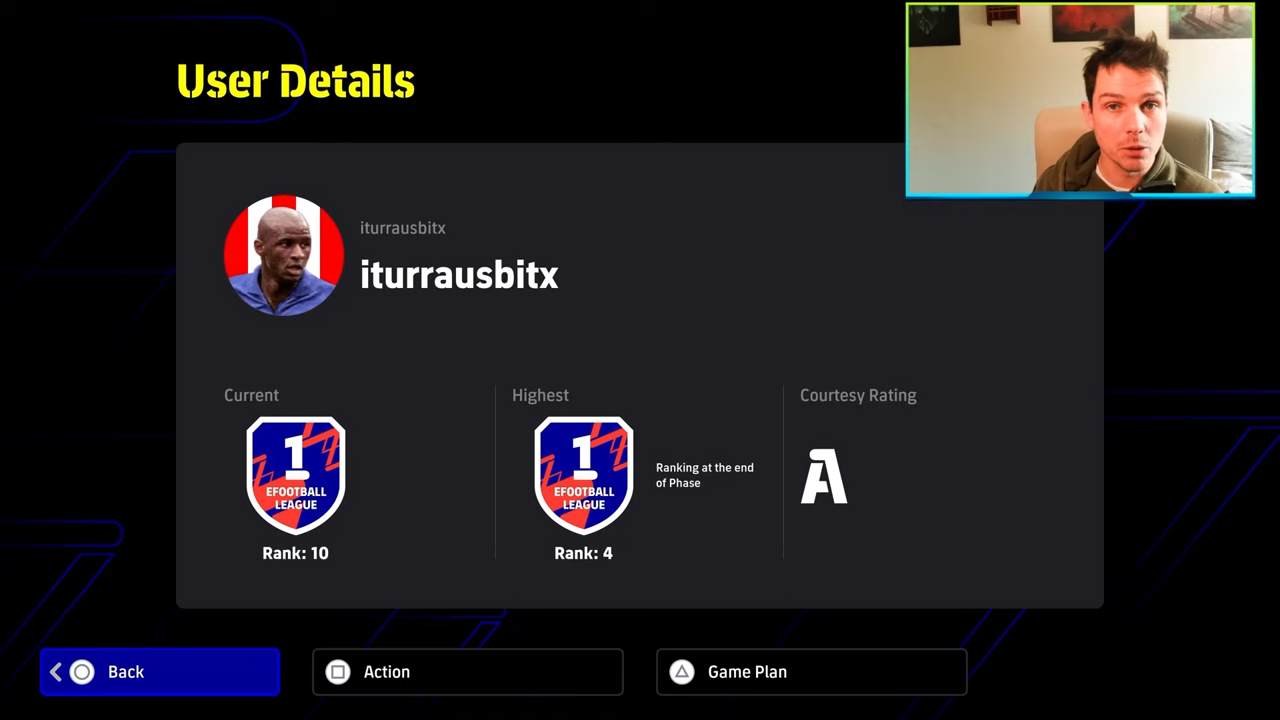 User Details
iturrausbitx
iturrausbitx
Current
1
EFOOTBALL
LEAGUE
Rank: 10
Highest
1
EFOOTBALL
LEAGUE
Rank: 4
Ranking at the end
of Phase
Courtesy Rating
A
Back
Action
Game Plan